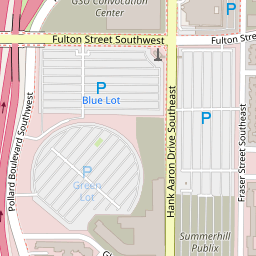 GSU Convocation
Center
Fulton Street Southwest
Fulton Stre
P
P
Blue Lot
P
P
Green
Lot
Pollard Boulevard Southwest
Hank Aaron Drive Southeast
Fraser Street Southeast
Summerhill
Publix